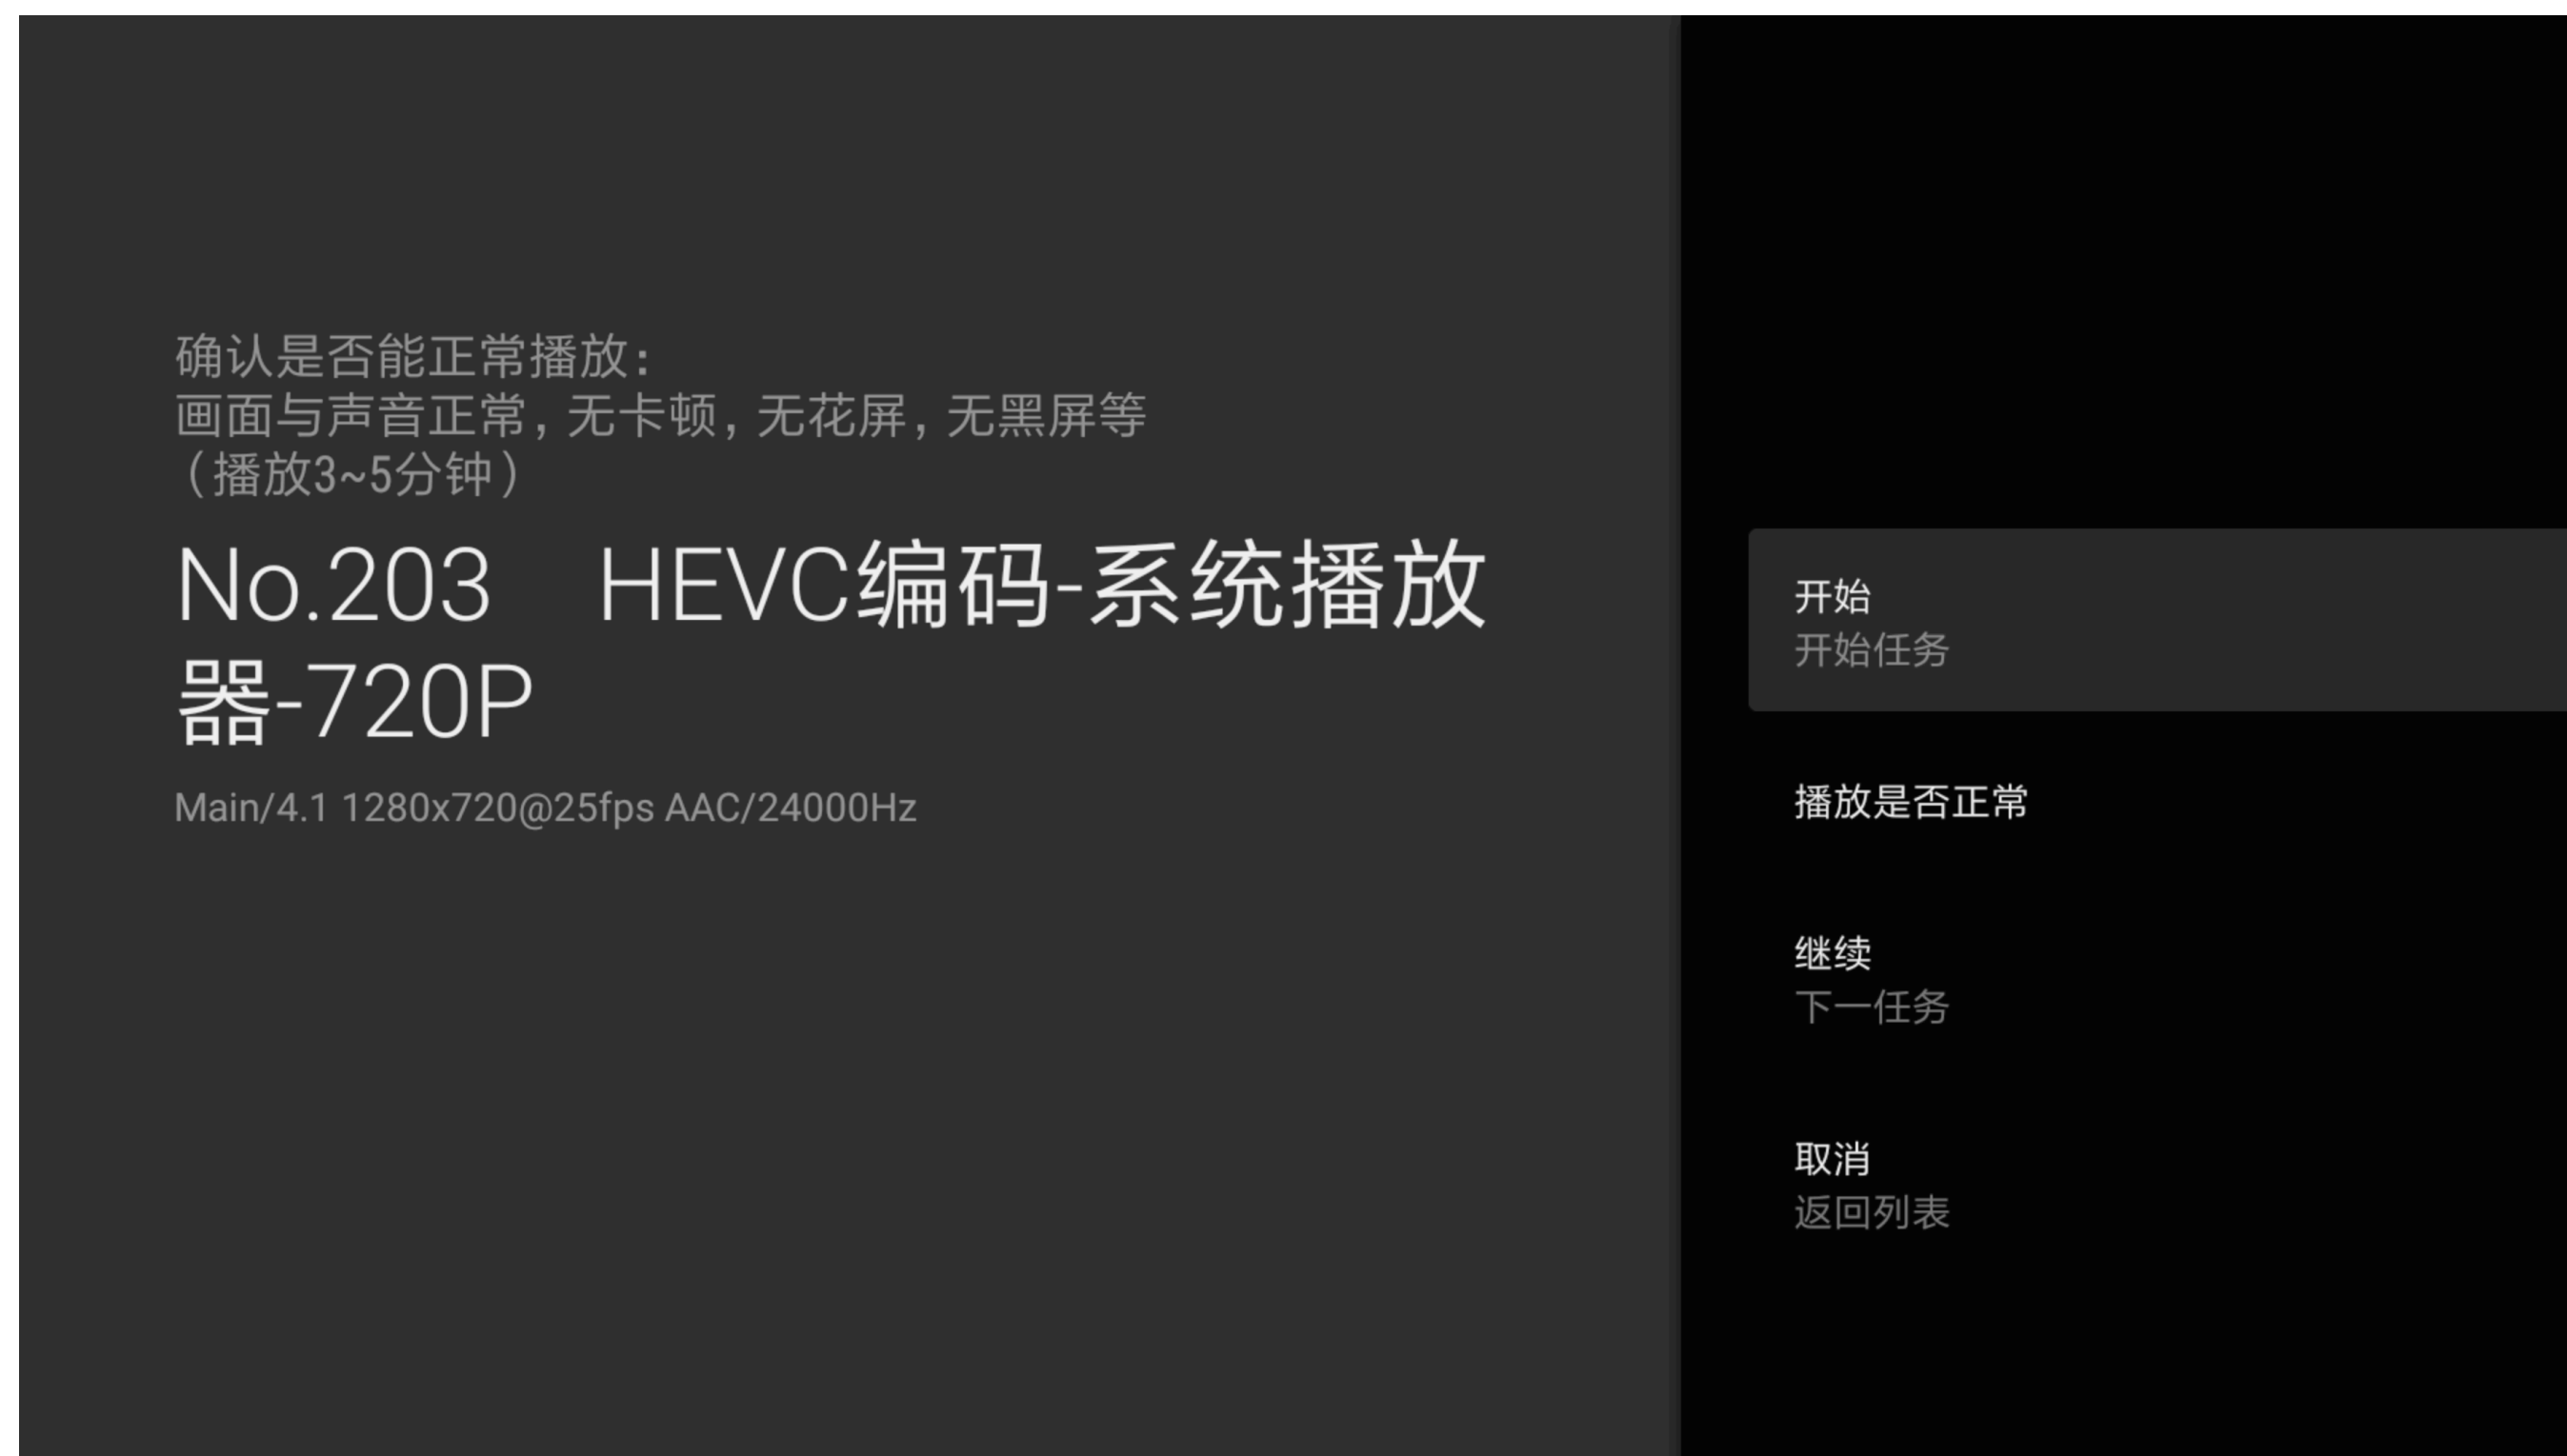 确认是否能正常播放：
画面与声音正常，无卡顿，无花屏，无黑屏等
（播放3~5分钟）
No.203　HEVC编码-系统播放
器-720P
Main/4.1 1280x720@25fps AAC/24000Hz
开始
开始任务
播放是否正常
继续
下一任务
取消
返回列表